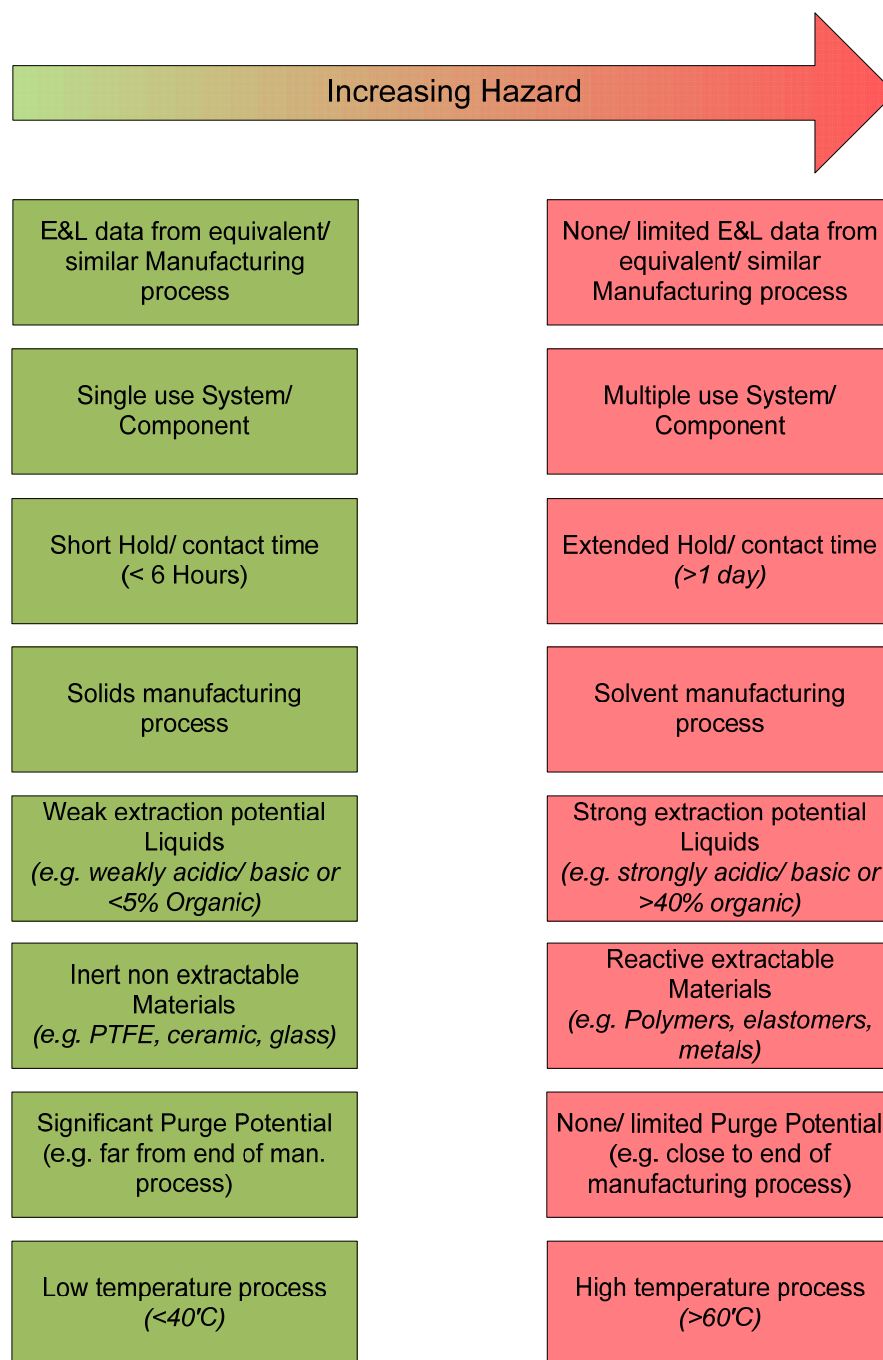 Increasing Hazard
E&L data from equivalent/
similar Manufacturing
process
None/ limited E&L data from
equivalent/ similar
Manufacturing process
Single use System/
Component
Multiple use System/
Component
Short Hold/ contact time
(< 6 Hours)
Extended Hold/ contact time
(>1 day)
Solids manufacturing
process
Solvent manufacturing
process
Weak extraction potential
Liquids
(e.g. weakly acidic/ basic or
<5% Organic)
Strong extraction potential
Liquids
(e.g. strongly acidic/ basic or
>40% organic)
Inert non extractable
Materials
(e.g. PTFE, ceramic, glass)
Reactive extractable
Materials
(e.g. Polymers, elastomers,
metals)
Significant Purge Potential
(e.g. far from end of man.
process)
None/ limited Purge Potential
(e.g. close to end of
manufacturing process)
Low temperature process
(<40'C)
High temperature process
(>60'C)